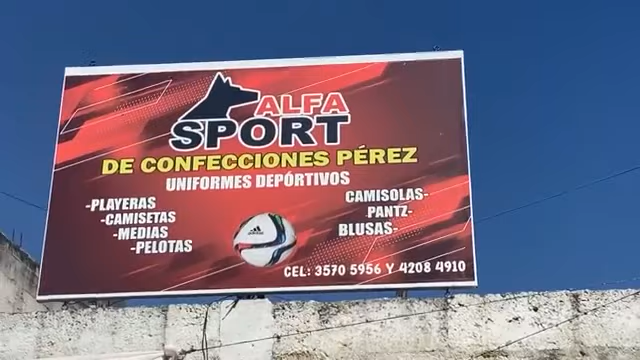 ALFA
SPORT
DE CONFECCIONES PÉREZ
UNIFORMES DEPÓRTIVOS
-PLAYERAS
-CAMISETAS
-MEDIAS
-PELOTAS
CAMISOLAS-
PANTZ-
BLUSAS-
adidas
CEL: 3570 5956 Y 4208 4910